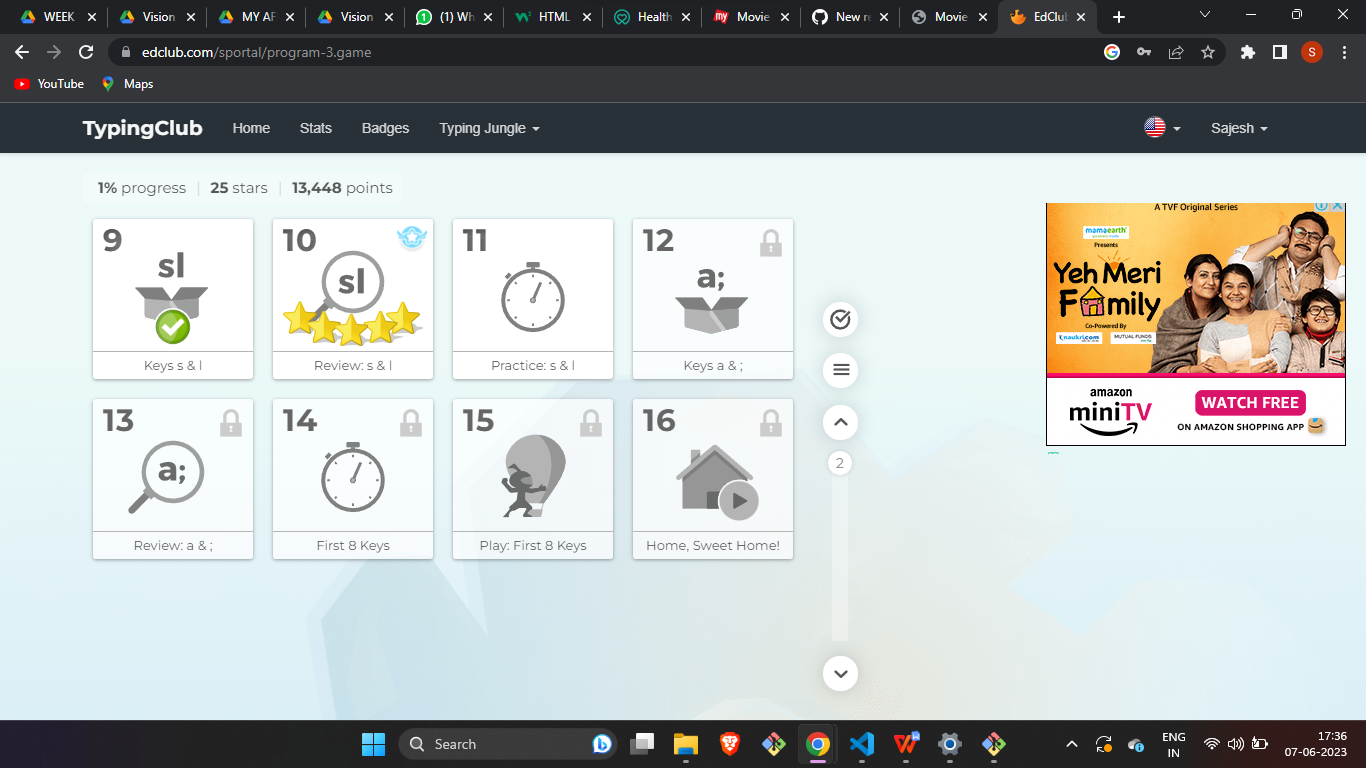 WEEK
Vision
MY AF
Vision
(1) Wh
HTML
Health
my Movie
New re
Movie
EdClub
edclub.com/sportal/program-3.game
S
YouTube
Maps
TypingClub Home Stats Badges Typing Jungle Sajesh
1% progress | 25 stars | 13,448 points
9
sl
Keys s & l
10
sl
Review: s & l
11
Practice: s & l
12
a;
Keys a & ;
13
a;
Review: a & ;
14
First 8 Keys
15
Play: First 8 Keys
16
Home, Sweet Home!
2
A TVF Original Series
mamaearth
Presents
Yeh Meri
Family
Co-Powered By
naukri.com
MUTUAL FUNDS
amazon
miniTV
WATCH FREE
ON AMAZON SHOPPING APP
Search
ENG
IN
17:36
07-06-2023